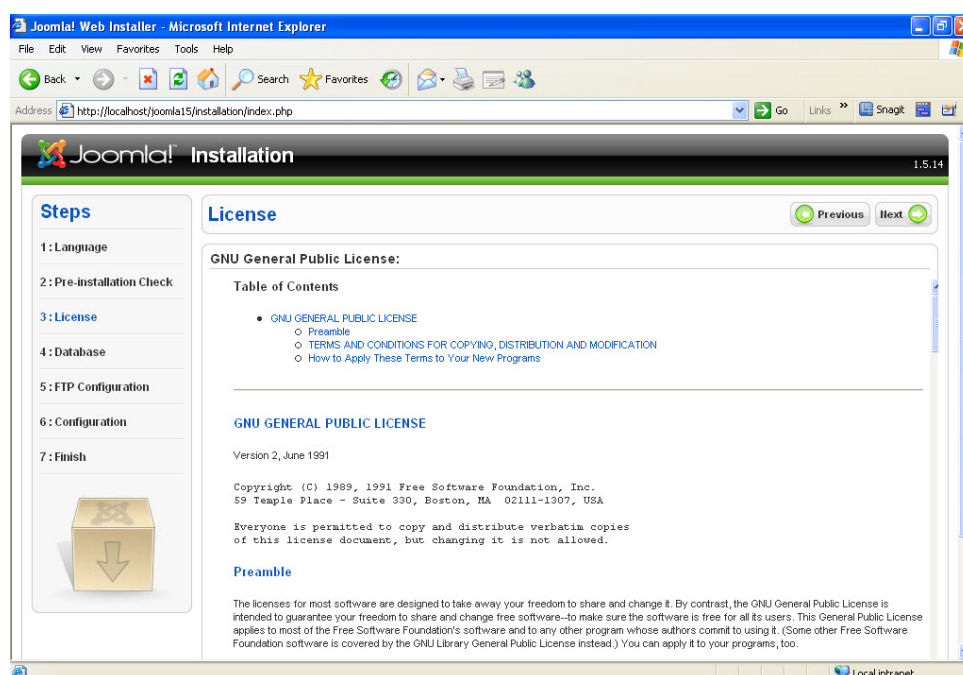 Joomla! Web Installer - Microsoft Internet Explorer
File Edit View Favorites Tools Help
Back Search Favorites
Address http://localhost/joomla15/installation/index.php Go Links » Snagit
Joomla! Installation
1.5.14
Steps
1 : Language
2 : Pre-installation Check
3 : License
4 : Database
5 : FTP Configuration
6 : Configuration
7 : Finish
License
Previous Next
GNU General Public License:
Table of Contents
GNU GENERAL PUBLIC LICENSE
Preamble
TERMS AND CONDITIONS FOR COPYING, DISTRIBUTION AND MODIFICATION
How to Apply These Terms to Your New Programs
GNU GENERAL PUBLIC LICENSE
Version 2, June 1991
Copyright (C) 1989, 1991 Free Software Foundation, Inc.
59 Temple Place - Suite 330, Boston, MA 02111-1307, USA
Everyone is permitted to copy and distribute verbatim copies
of this license document, but changing it is not allowed.
Preamble
The licenses for most software are designed to take away your freedom to share and change it. By contrast, the GNU General Public License is
intended to guarantee your freedom to share and change free software--to make sure the software is free for all its users. This General Public License
applies to most of the Free Software Foundation's software and to any other program whose authors commit to using it. (Some other Free Software
Foundation software is covered by the GNU Library General Public License instead.) You can apply it to your programs, too.
Local intranet